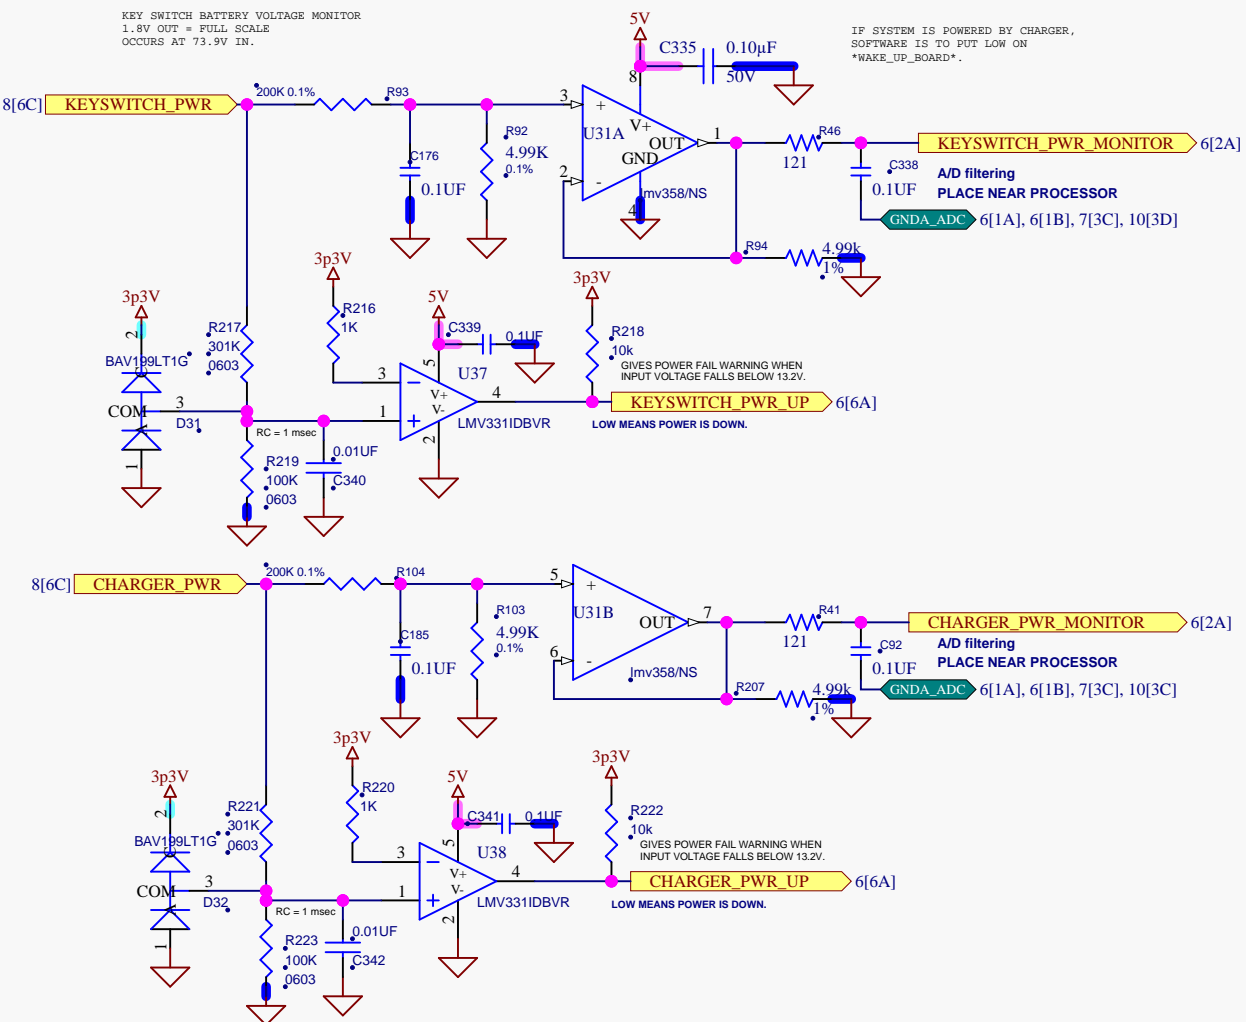 KEY SWITCH BATTERY VOLTAGE MONITOR
1.8V OUT = FULL SCALE
OCCURS AT 73.9V IN.
IF SYSTEM IS POWERED BY CHARGER,
SOFTWARE IS TO PUT LOW ON
*WAKE_UP_BOARD*.
5V
C335
0.10µF
50V
8
8[6C]
KEYSWITCH_PWR
200K 0.1%
R93
C176
0.1UF
R92
4.99K
0.1%
3
+
U31A
V+
OUT
GND
2
-
lmv358/NS
4
1
R46
121
KEYSWITCH_PWR_MONITOR
6[2A]
C338
0.1UF
A/D filtering
PLACE NEAR PROCESSOR
GNDA_ADC
6[1A], 6[1B], 7[3C], 10[3D]
R94
4.99k
1%
3p3V
2
BAV199LT1G
COM
A
3
D31
1
R217
301K
0603
RC = 1 msec
R219
100K
0603
0.01UF
C340
3p3V
R216
1K
5V
C339
0.1UF
5
U37
3
1
V+
V-
2
4
LMV331IDBVR
3p3V
R218
10k
GIVES POWER FAIL WARNING WHEN
INPUT VOLTAGE FALLS BELOW 13.2V.
KEYSWITCH_PWR_UP
6[6A]
LOW MEANS POWER IS DOWN.
8[6C]
CHARGER_PWR
200K 0.1%
R104
C185
0.1UF
R103
4.99K
0.1%
5
+
U31B
OUT
6
-
lmv358/NS
7
R41
121
CHARGER_PWR_MONITOR
6[2A]
C92
0.1UF
A/D filtering
PLACE NEAR PROCESSOR
GNDA_ADC
6[1A], 6[1B], 7[3C], 10[3C]
R207
4.99k
1%
3p3V
2
BAV199LT1G
COM
A
3
D32
1
R221
301K
0603
RC = 1 msec
R223
100K
0603
0.01UF
C342
3p3V
R220
1K
5V
C341
0.1UF
5
U38
3
1
V+
V-
2
4
LMV331IDBVR
3p3V
R222
10k
GIVES POWER FAIL WARNING WHEN
INPUT VOLTAGE FALLS BELOW 13.2V.
CHARGER_PWR_UP
6[6A]
LOW MEANS POWER IS DOWN.